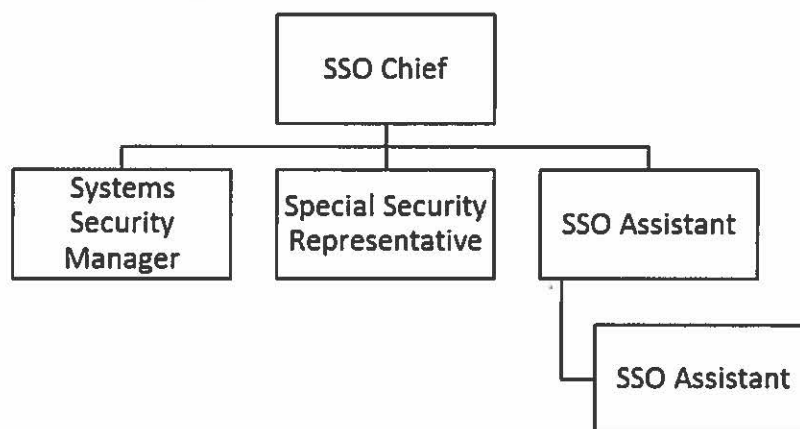 SSO Chief
Systems
Security
Manager
Special Security
Representative
SSO Assistant
SSO Assistant